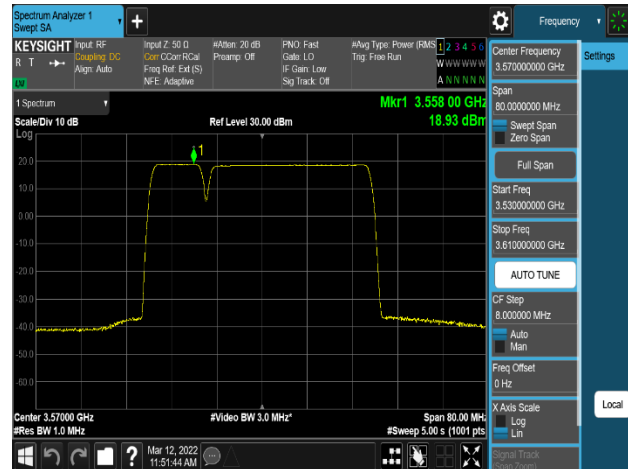 Spectrum Analyzer 1
Swept SA
Frequency
KEYSIGHT
R T
LXI
Input: RF
Coupling: DC
Align: Auto
Input Z: 50 Ω
Corr CCorr RCal
Freq Ref: Ext (S)
NFE: Adaptive
#Atten: 20 dB
Preamp: Off
PNO: Fast
Gate: LO
IF Gain: Low
Sig Track: Off
#Avg Type: Power (RMS
Trig: Free Run
1 2 3 4 5 6
W W W W W W
A N N N N N
1 Spectrum
Scale/Div 10 dB
Log
Ref Level 30.00 dBm
Mkr1 3.558 00 GHz
18.93 dBm
1
20.0
10.0
0.00
-10.0
-20.0
-30.0
-40.0
-50.0
-60.0
Center 3.57000 GHz
#Res BW 1.0 MHz
#Video BW 3.0 MHz*
Span 80.00 MHz
#Sweep 5.00 s (1001 pts
Mar 12, 2022
11:51:44 AM
?
Center Frequency
3.570000000 GHz
Span
80.0000000 MHz
Swept Span
Zero Span
Full Span
Start Freq
3.530000000 GHz
Stop Freq
3.610000000 GHz
AUTO TUNE
CF Step
8.000000 MHz
Auto
Man
Freq Offset
0 Hz
X Axis Scale
Log
Lin
Signal Track
(Span Zoom)
Settings
Local